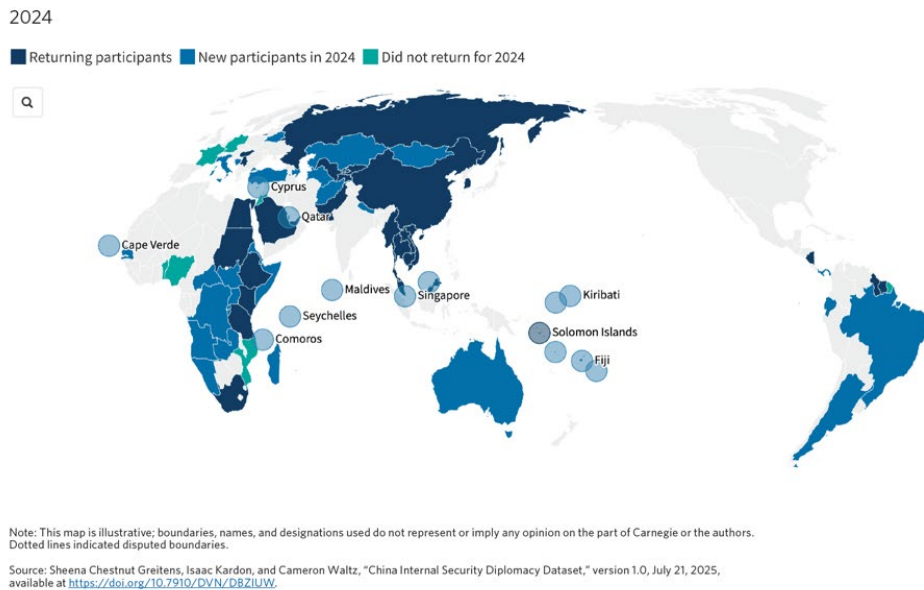 2024
Returning participants New participants in 2024 Did not return for 2024
Cyprus
Qatar
Cape Verde
Maldives
Singapore
Kiribati
Seychelles
Solomon Islands
Comoros
Fiji
Note: This map is illustrative; boundaries, names, and designations used do not represent or imply any opinion on the part of Carnegie or the authors.
Dotted lines indicated disputed boundaries.
Source: Sheena Chestnut Greitens, Isaac Kardon, and Cameron Waltz, "China Internal Security Diplomacy Dataset," version 1.0, July 21, 2025,
available at https://doi.org/10.7910/DVN/DBZIUW.